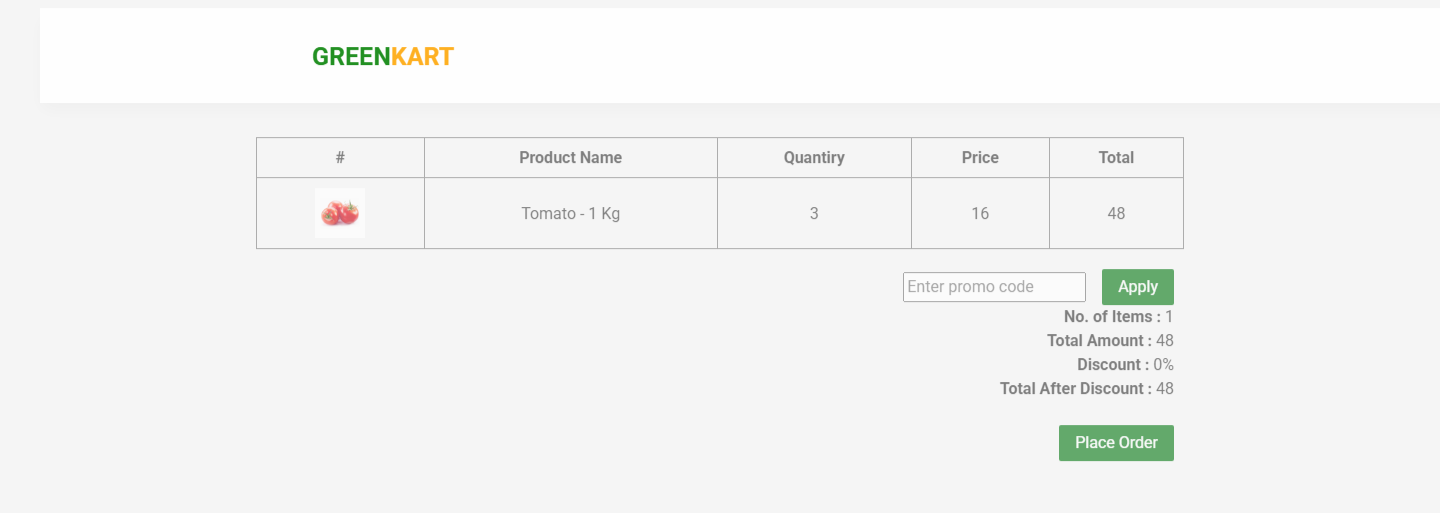 GREENKART
# Product Name Quantiry Price Total
Tomato - 1 Kg 3 16 48
Enter promo code Apply
No. of Items : 1
Total Amount : 48
Discount : 0%
Total After Discount : 48
Place Order